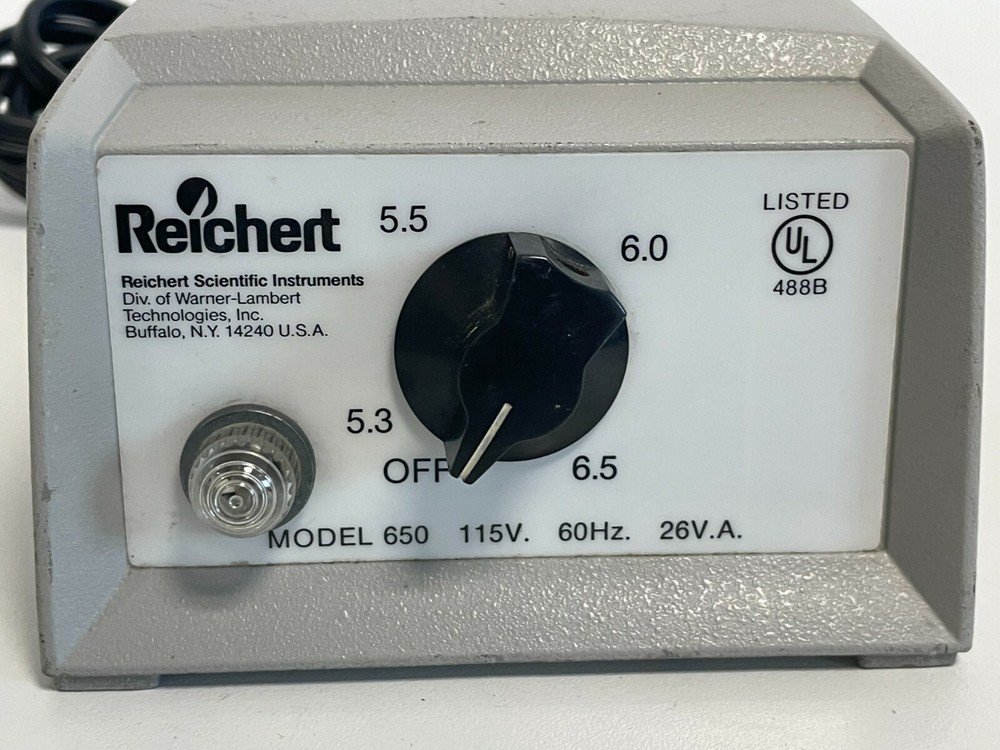 Reichert
Reichert Scientific Instruments
Div. of Warner-Lambert
Technologies, Inc.
Buffalo, N.Y. 14240 U.S.A.
5.5
6.0
LISTED
UL
488B
5.3
OFF
6.5
MODEL 650 115V. 60Hz. 26V.A.